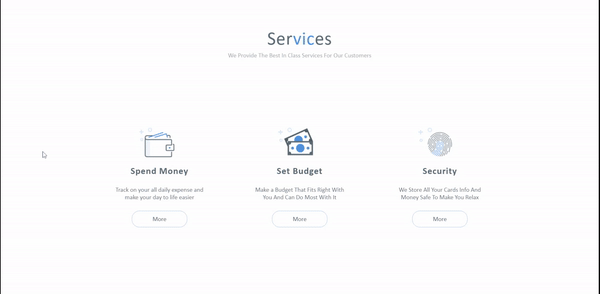 Services
We Provide The Best In Class Services For Our Customers
Spend Money
Track on your all daily expense and
make your day to life easier
More
Set Budget
Make a Budget That Fits Right With
You And Can Do Most With It
More
Security
We Store All Your Cards Info And
Money Safe To Make You Relax
More